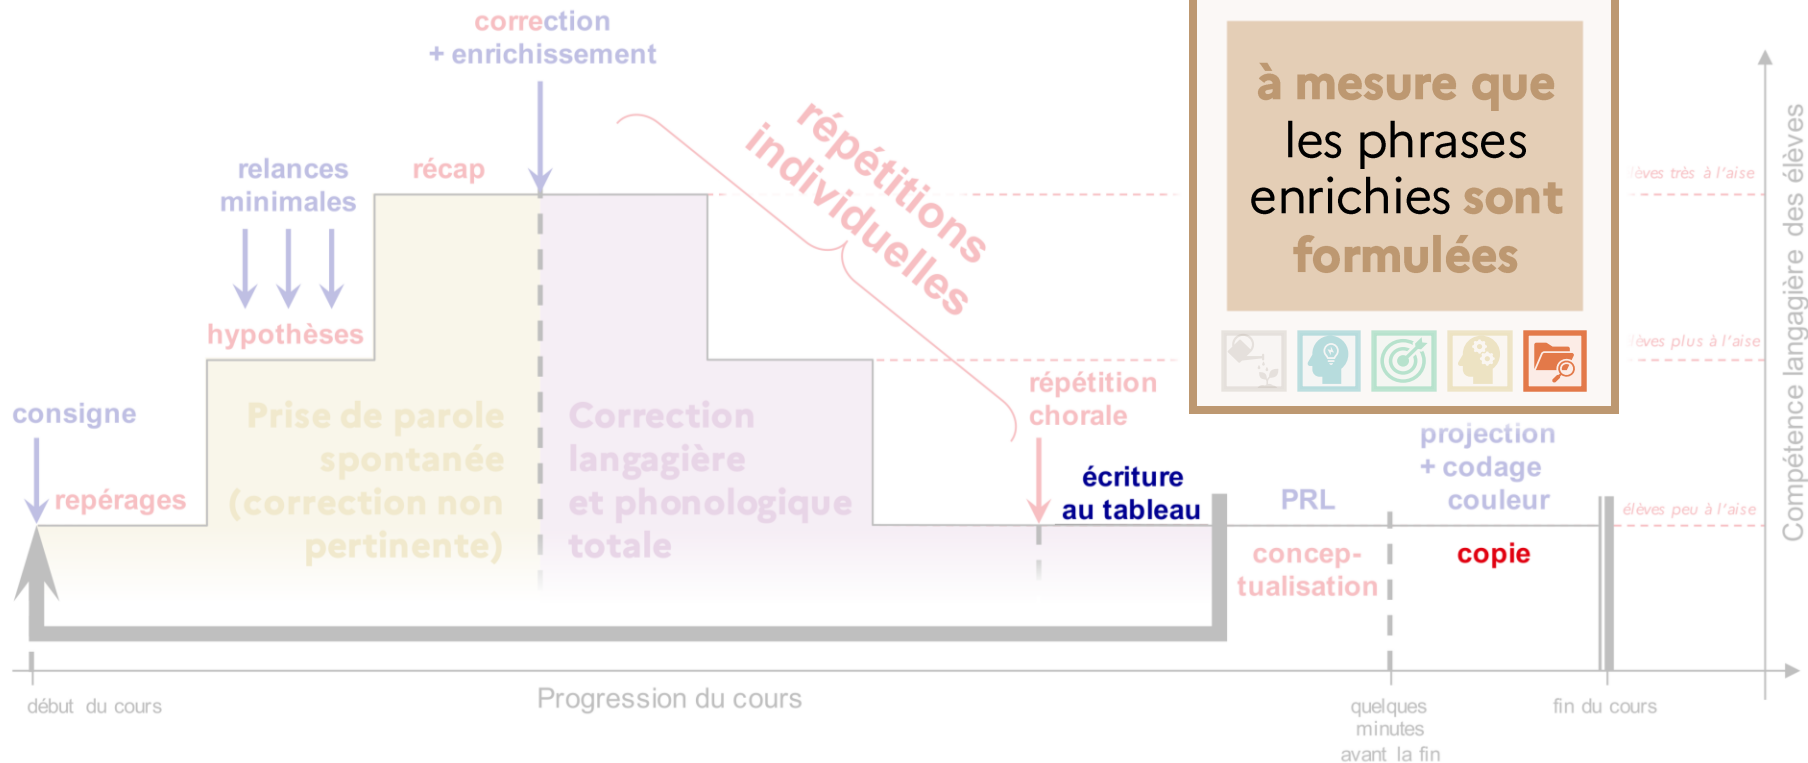 correction
+ enrichissement
répétitions
individuelles
à mesure que
les phrases
enrichies sont
formulées
relances
minimales
récap
hypothèses
èves très à l'aise
èves plus à l'aise
élèves peu à l'aise
Compétence langagière des élèves
consigne
repérages
Prise de parole
spontanée
(correction non
pertinente)
Correction
langagière
et phonologique
totale
répétition
chorale
écriture
au tableau
PRL
projection
+ codage
couleur
concep-
tualisation
copie
début du cours
Progression du cours
quelques
minutes
avant la fin
fin du cours